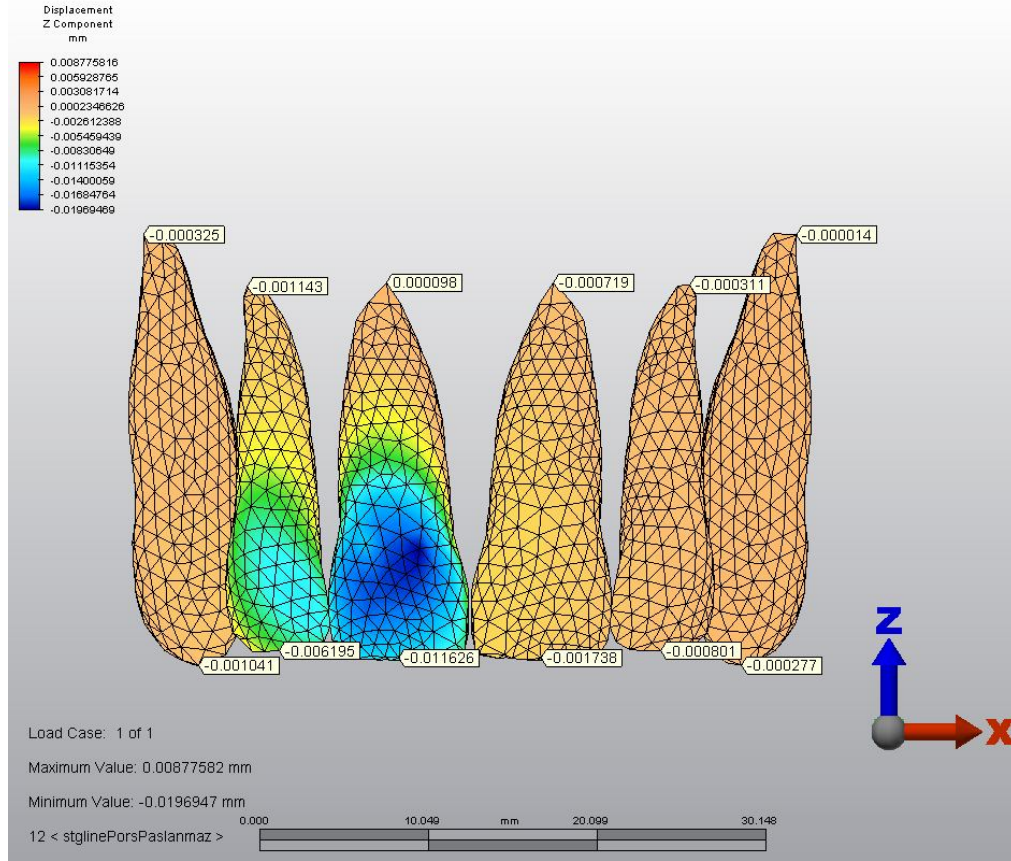 Displacement
Z Component
mm
0.008775816
0.005928765
0.003081714
0.0002346626
-0.002612388
-0.005459439
-0.00830649
-0.01115354
-0.01400059
-0.01684764
-0.01969469
-0.000325
-0.000014
-0.001143
0.000098
-0.000719
-0.000311
-0.001041
-0.006195
-0.011626
-0.001738
-0.000801
-0.000277
Z
X
Load Case: 1 of 1
Maximum Value: 0.00877582 mm
Minimum Value: -0.0196947 mm
0.000 10.049 mm 20.099 30.148
12 < stglinePorsPaslanmaz >